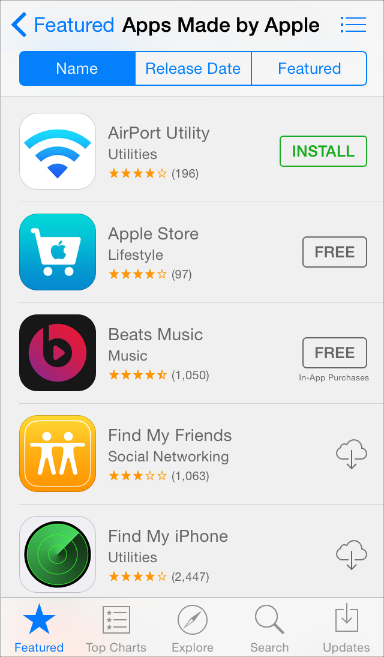 Featured Apps Made by Apple
Name Release Date Featured
AirPort Utility
Utilities
(196)
INSTALL
Apple Store
Lifestyle
(97)
FREE
Beats Music
Music
(1,050)
FREE
In-App Purchases
Find My Friends
Social Networking
(1,063)
Find My iPhone
Utilities
(2,447)
Featured Top Charts Explore Search Updates